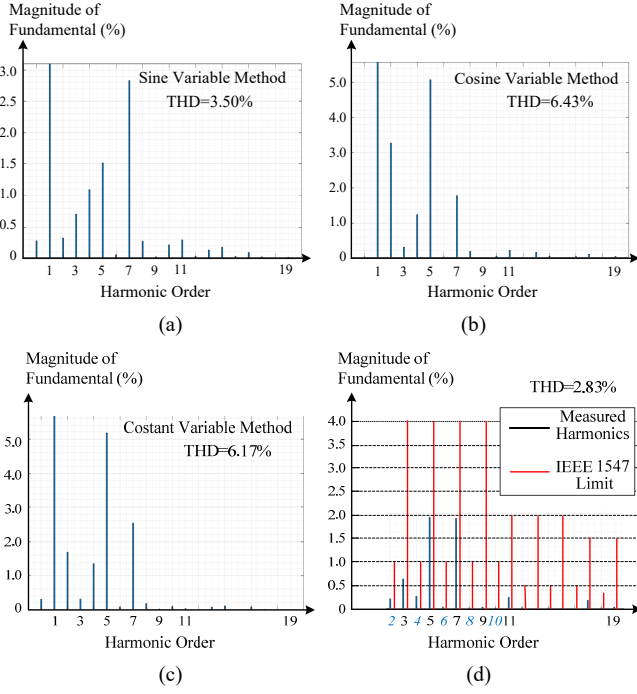 Magnitude of
Fundamental (%)
3.0
2.5
2.0
1.5
1.0
0.5
0
Sine Variable Method
THD=3.50%
1 3 5 7 9 11 19
Harmonic Order
(a)
Magnitude of
Fundamental (%)
5.0
4.0
3.0
2.0
1.0
0
Cosine Variable Method
THD=6.43%
1 3 5 7 9 11 19
Harmonic Order
(b)
Magnitude of
Fundamental (%)
5.0
4.0
3.0
2.0
1.0
0
Costant Variable Method
THD=6.17%
1 3 5 7 9 11 19
Harmonic Order
(c)
Magnitude of
Fundamental (%)
THD=2.83%
4.0
3.5
3.0
2.5
2.0
1.5
1.0
0.5
0
Measured
Harmonics
IEEE 1547
Limit
2 3 4 5 6 7 8 9 10 11 19
Harmonic Order
(d)